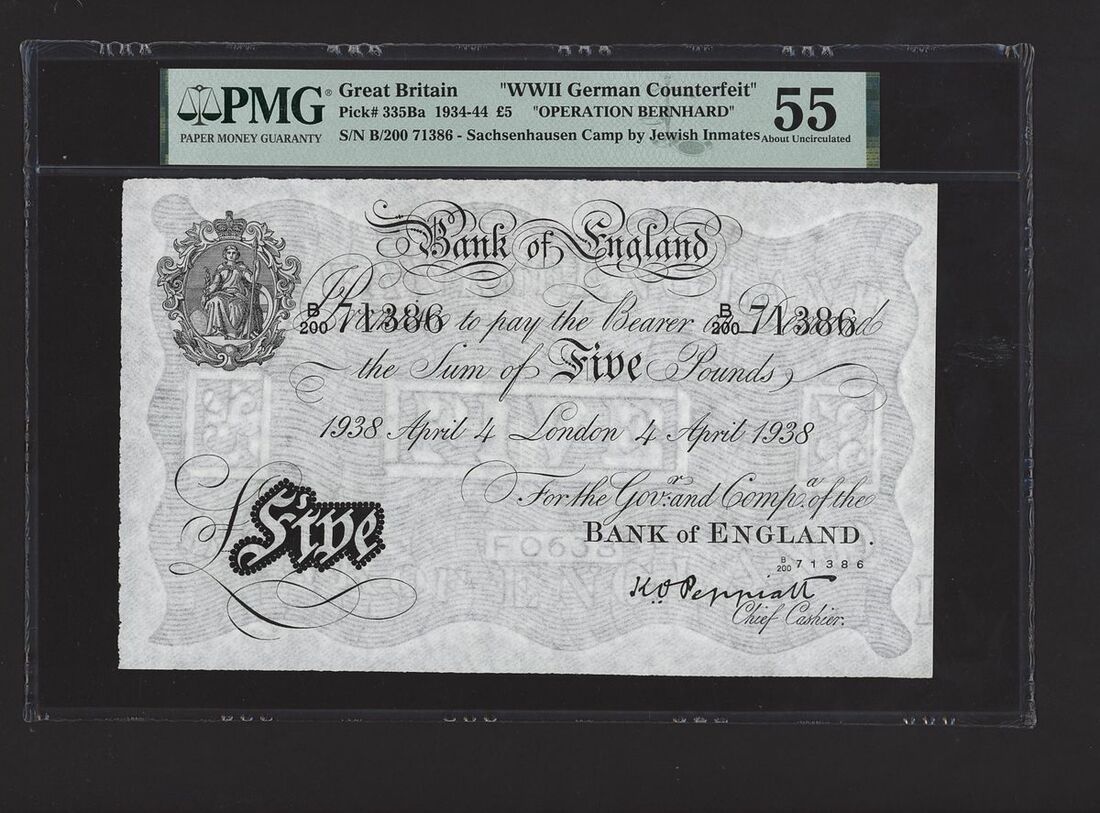 PMG®
PAPER MONEY GUARANTY
Great Britain "WWII German Counterfeit"
Pick# 335Ba 1934-44 £5 "OPERATION BERNHARD"
S/N B/200 71386 - Sachsenhausen Camp by Jewish Inmates
55
About Uncirculated
Bank of England
B/200 71386 to pay the Bearer B/200 71386
the Sum of Five Pounds
1938 April 4 London 4 April 1938
For the Govr. and Compa. of the
BANK of ENGLAND.
B/200 71386
£Five
K.O. Peppiatt
Chief Cashier.